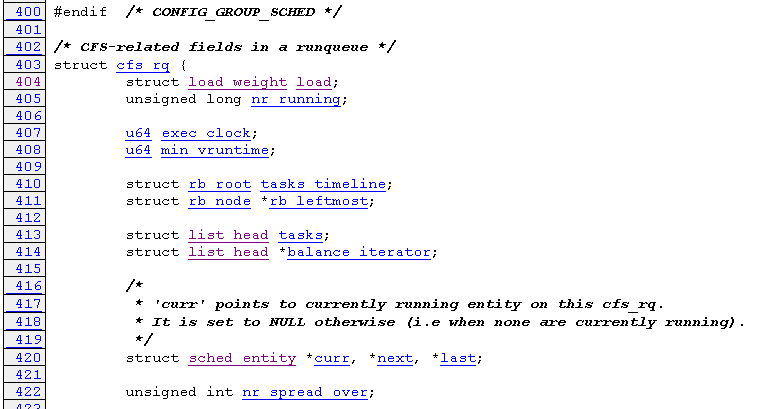 400 #endif  /* CONFIG_GROUP_SCHED */
401
402 /* CFS-related fields in a runqueue */
403 struct cfs_rq {
404         struct load_weight load;
405         unsigned long nr_running;
406
407         u64 exec_clock;
408         u64 min_vruntime;
409
410         struct rb_root tasks_timeline;
411         struct rb_node *rb_leftmost;
412
413         struct list_head tasks;
414         struct list_head *balance_iterator;
415
416         /*
417          * 'curr' points to currently running entity on this cfs_rq.
418          * It is set to NULL otherwise (i.e when none are currently running).
419          */
420         struct sched_entity *curr, *next, *last;
421
422         unsigned int nr_spread_over;
423